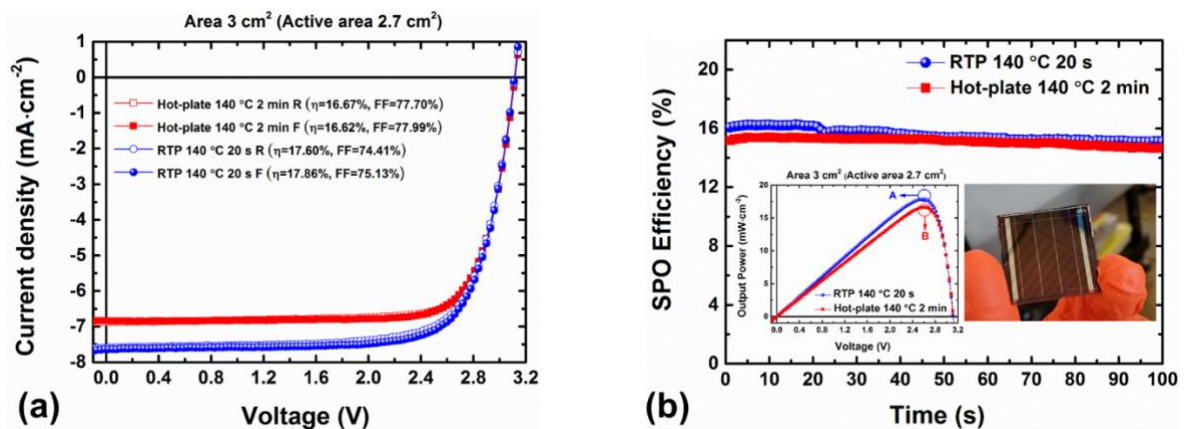 Area 3 cm² (Active area 2.7 cm²)
1
0
-1
-2
-3
-4
-5
-6
-7
-8
Current density (mA·cm⁻²)
Hot-plate 140 °C 2 min R (η=16.67%, FF=77.70%)
Hot-plate 140 °C 2 min F (η=16.62%, FF=77.99%)
RTP 140 °C 20 s R (η=17.60%, FF=74.41%)
RTP 140 °C 20 s F (η=17.86%, FF=75.13%)
0.0 0.4 0.8 1.2 1.6 2.0 2.4 2.8 3.2
Voltage (V)
(a)
20
16
12
8
4
0
SPO Efficiency (%)
RTP 140 °C 20 s
Hot-plate 140 °C 2 min
Area 3 cm² (Active area 2.7 cm²)
20
15
10
5
0
Output Power (mW·cm⁻²)
A
B
RTP 140 °C 20 s
Hot-plate 140 °C 2 min
0.0 0.4 0.8 1.2 1.6 2.0 2.4 2.8 3.2
Voltage (V)
0 10 20 30 40 50 60 70 80 90 100
Time (s)
(b)